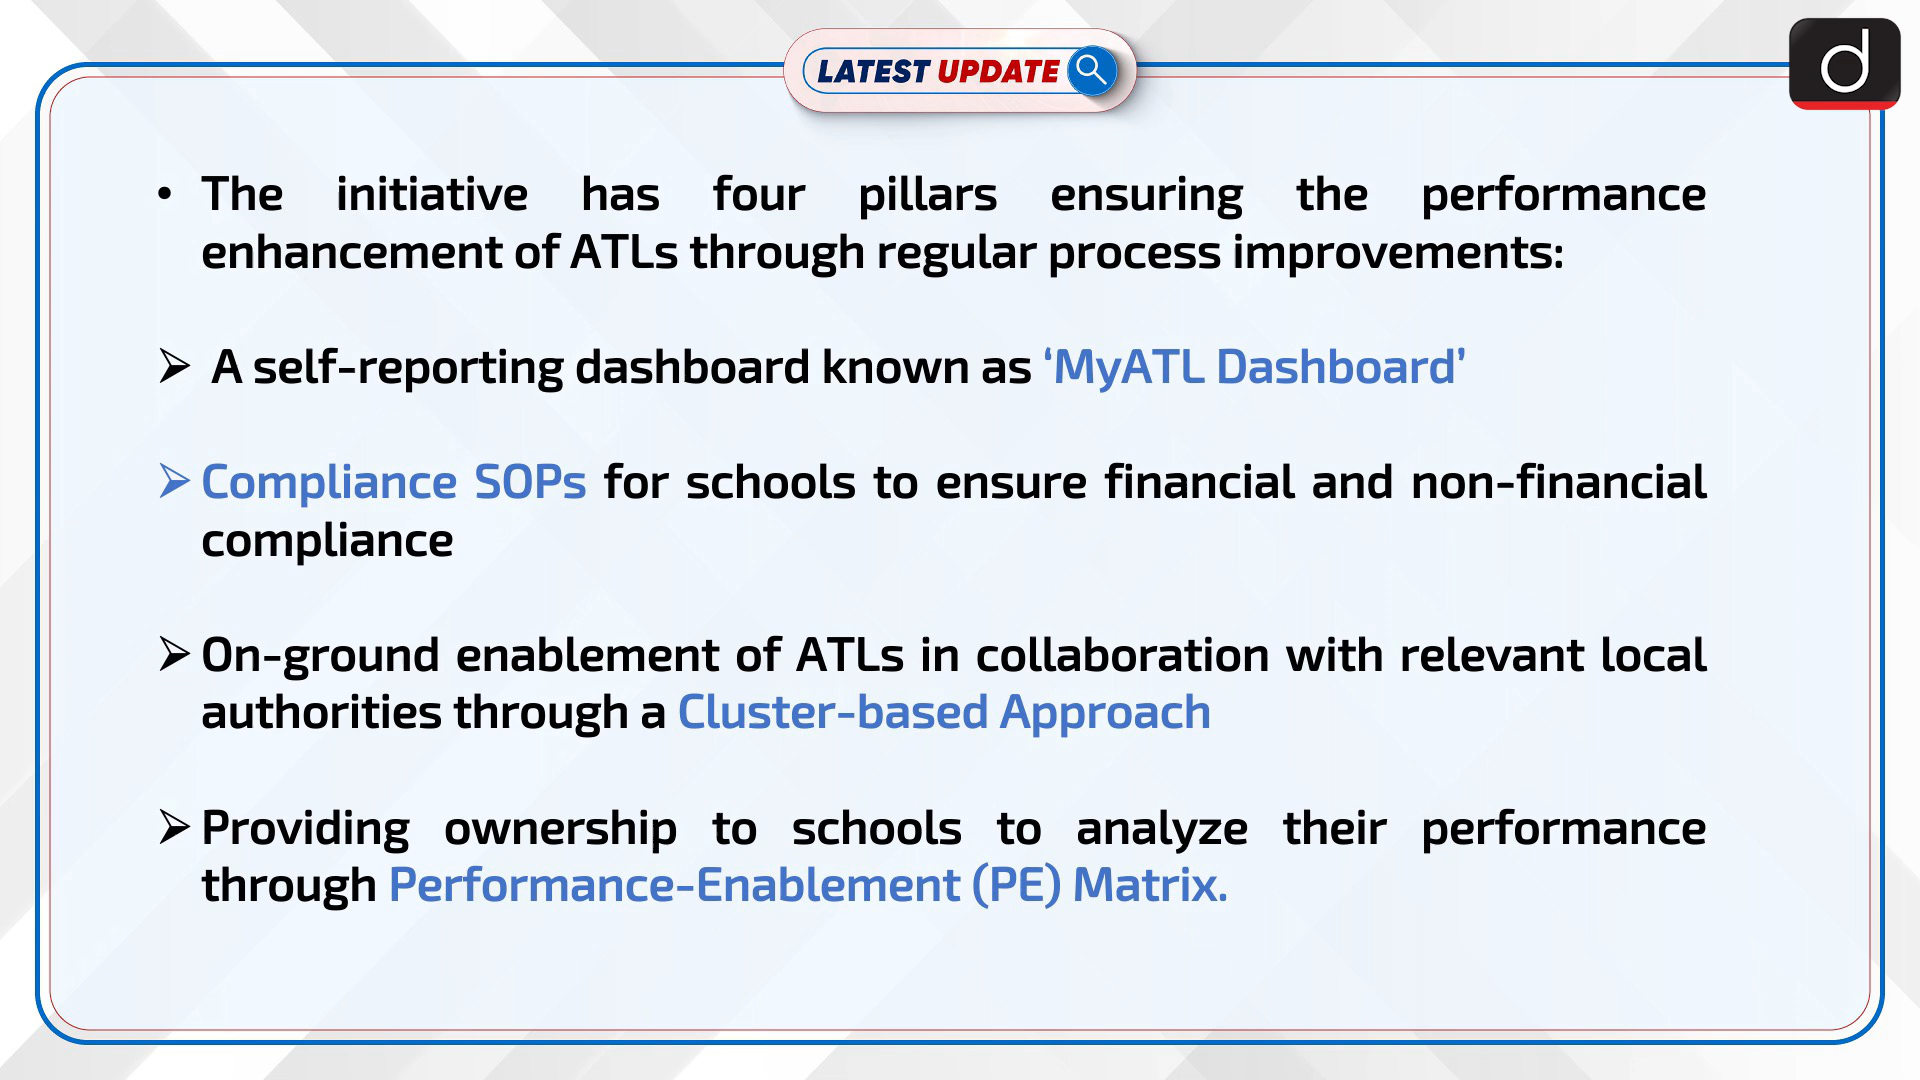 LATEST UPDATE
d
• The initiative has four pillars ensuring the performance
enhancement of ATLs through regular process improvements:
➢ A self-reporting dashboard known as ‘MyATL Dashboard’
➢ Compliance SOPs for schools to ensure financial and non-financial
compliance
➢ On-ground enablement of ATLs in collaboration with relevant local
authorities through a Cluster-based Approach
➢ Providing ownership to schools to analyze their performance
through Performance-Enablement (PE) Matrix.